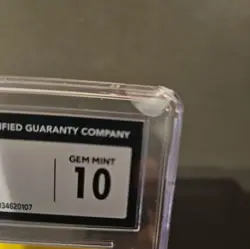 IFIED GUARANTY COMPANY
GEM MINT
10
34620107